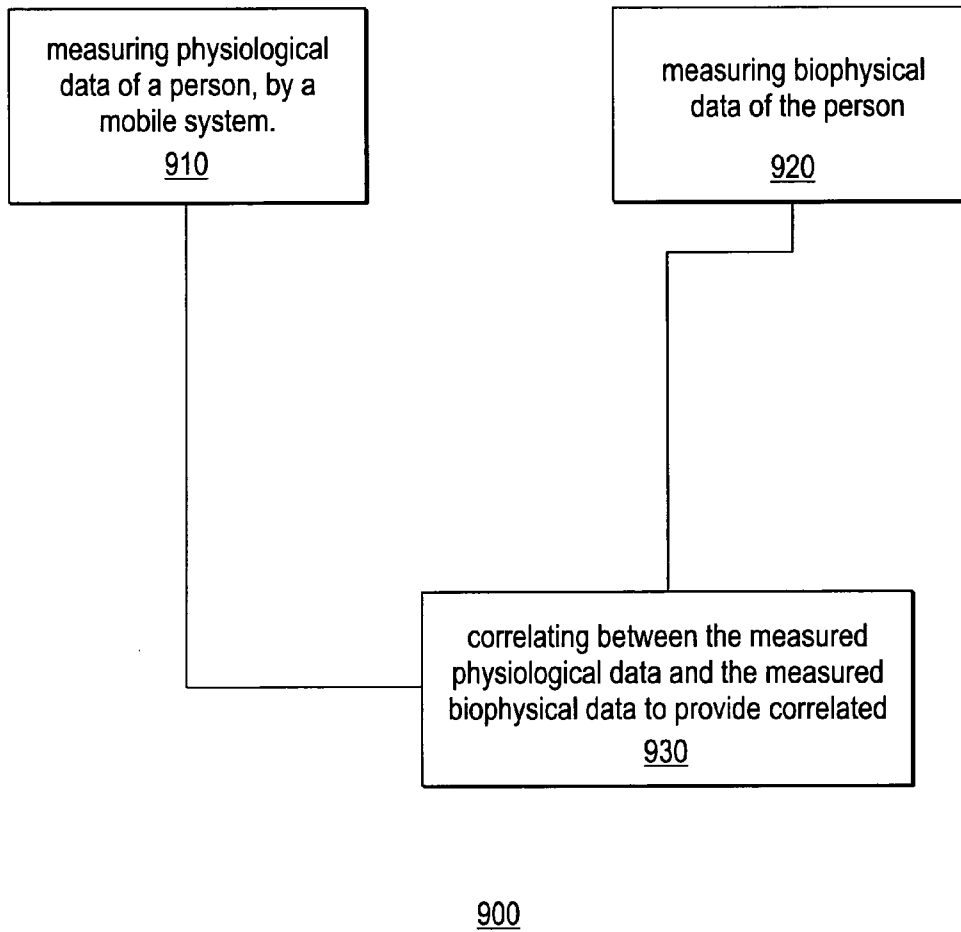 measuring physiological
data of a person, by a
mobile system.
910
measuring biophysical
data of the person
920
correlating between the measured
physiological data and the measured
biophysical data to provide correlated
930
900